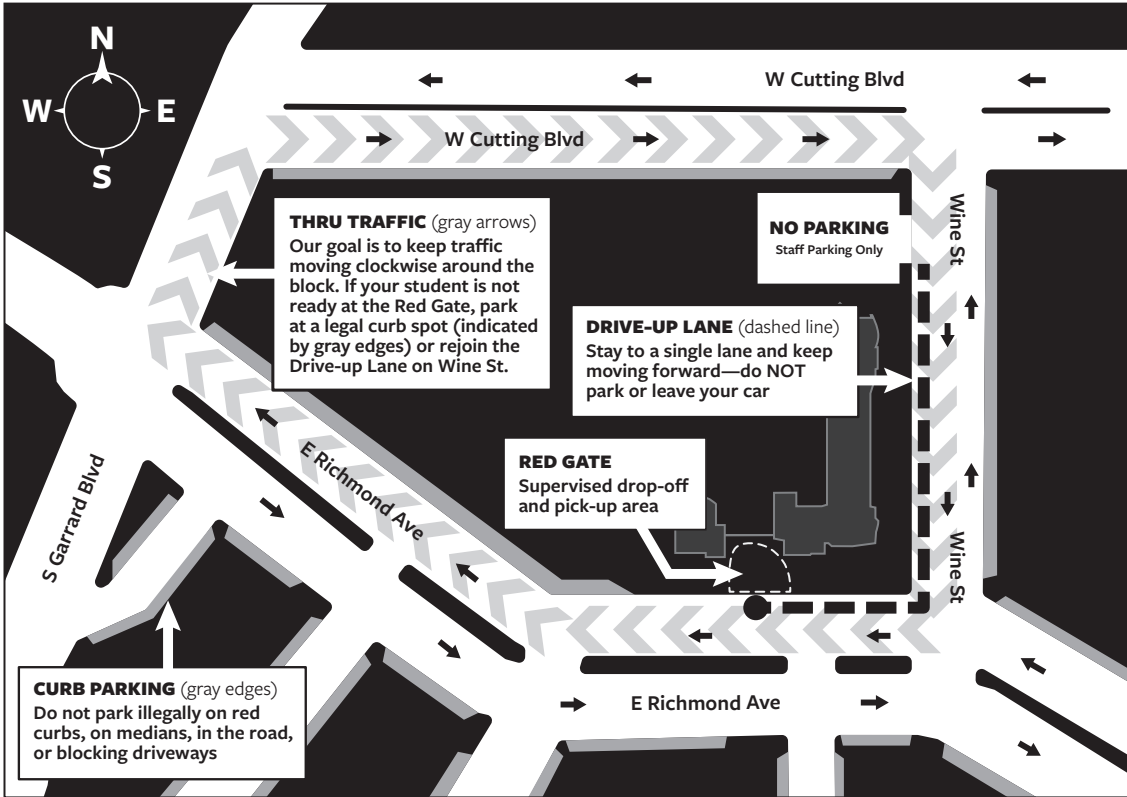 N
W E
S
W Cutting Blvd
W Cutting Blvd
THRU TRAFFIC (gray arrows)
Our goal is to keep traffic
moving clockwise around the
block. If your student is not
ready at the Red Gate, park
at a legal curb spot (indicated
by gray edges) or rejoin the
Drive-up Lane on Wine St.
NO PARKING
Staff Parking Only
Wine St
DRIVE-UP LANE (dashed line)
Stay to a single lane and keep
moving forward—do NOT
park or leave your car
RED GATE
Supervised drop-off
and pick-up area
E Richmond Ave
S Garrard Blvd
Wine St
CURB PARKING (gray edges)
Do not park illegally on red
curbs, on medians, in the road,
or blocking driveways
E Richmond Ave